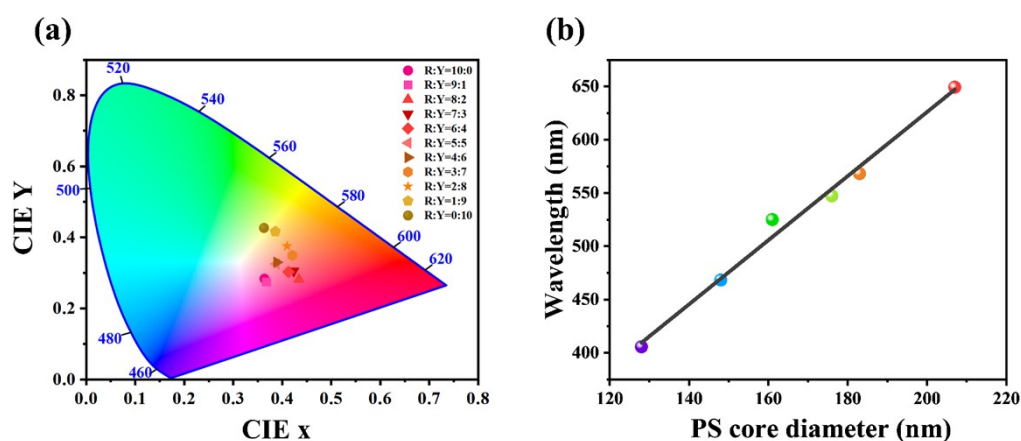 (a)
520
540
560
580
600
620
500
480
460
R:Y=10:0
R:Y=9:1
R:Y=8:2
R:Y=7:3
R:Y=6:4
R:Y=5:5
R:Y=4:6
R:Y=3:7
R:Y=2:8
R:Y=1:9
R:Y=0:10
0.8
0.6
0.4
0.2
0.0
CIE Y
0.0 0.1 0.2 0.3 0.4 0.5 0.6 0.7 0.8
CIE x
(b)
650
600
550
500
450
400
Wavelength (nm)
120 140 160 180 200 220
PS core diameter (nm)